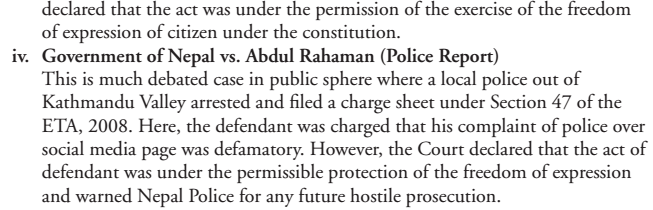 declared that the act was under the permission of the exercise of the freedom
of expression of citizen under the constitution.
iv. Government of Nepal vs. Abdul Rahaman (Police Report)
This is much debated case in public sphere where a local police out of
Kathmandu Valley arrested and filed a charge sheet under Section 47 of the
ETA, 2008. Here, the defendant was charged that his complaint of police over
social media page was defamatory. However, the Court declared that the act of
defendant was under the permissible protection of the freedom of expression
and warned Nepal Police for any future hostile prosecution.